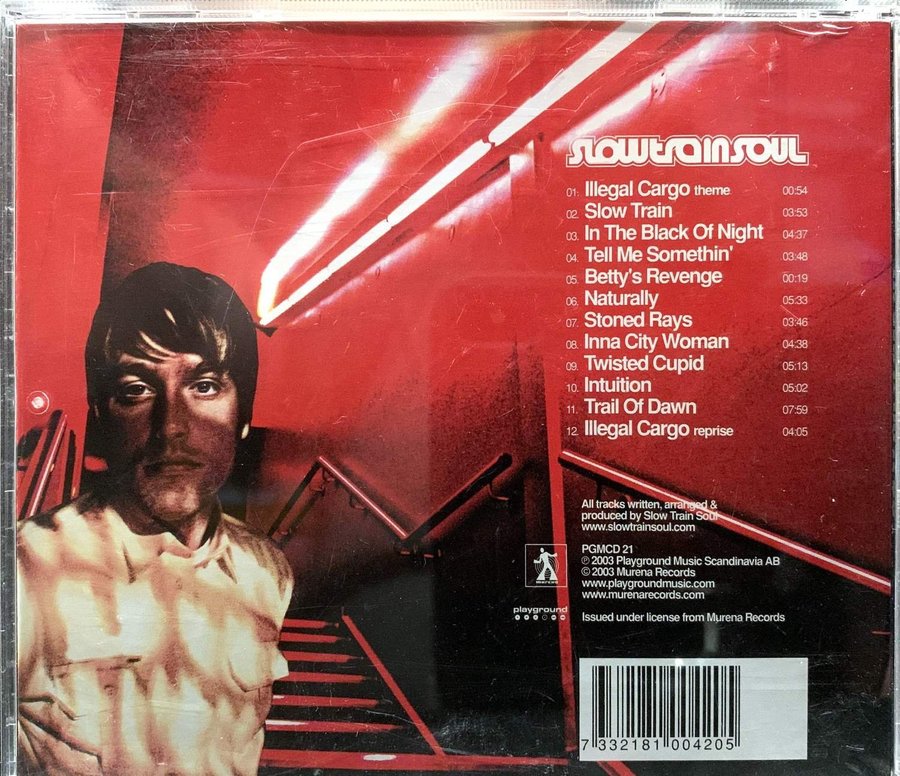 slowtrainsoul
01. Illegal Cargo theme 00:54
02. Slow Train 03:53
03. In The Black Of Night 04:37
04. Tell Me Somethin' 03:48
05. Betty's Revenge 00:19
06. Naturally 05:33
07. Stoned Rays 03:46
08. Inna City Woman 04:38
09. Twisted Cupid 05:13
10. Intuition 05:02
11. Trail Of Dawn 07:59
12. Illegal Cargo reprise 04:05
All tracks written, arranged &
produced by Slow Train Soul
www.slowtrainsoul.com
PGMCD 21
℗ 2003 Playground Music Scandinavia AB
© 2003 Murena Records
www.playgroundmusic.com
www.murenarecords.com
Issued under license from Murena Records
playground
7 332181 004205